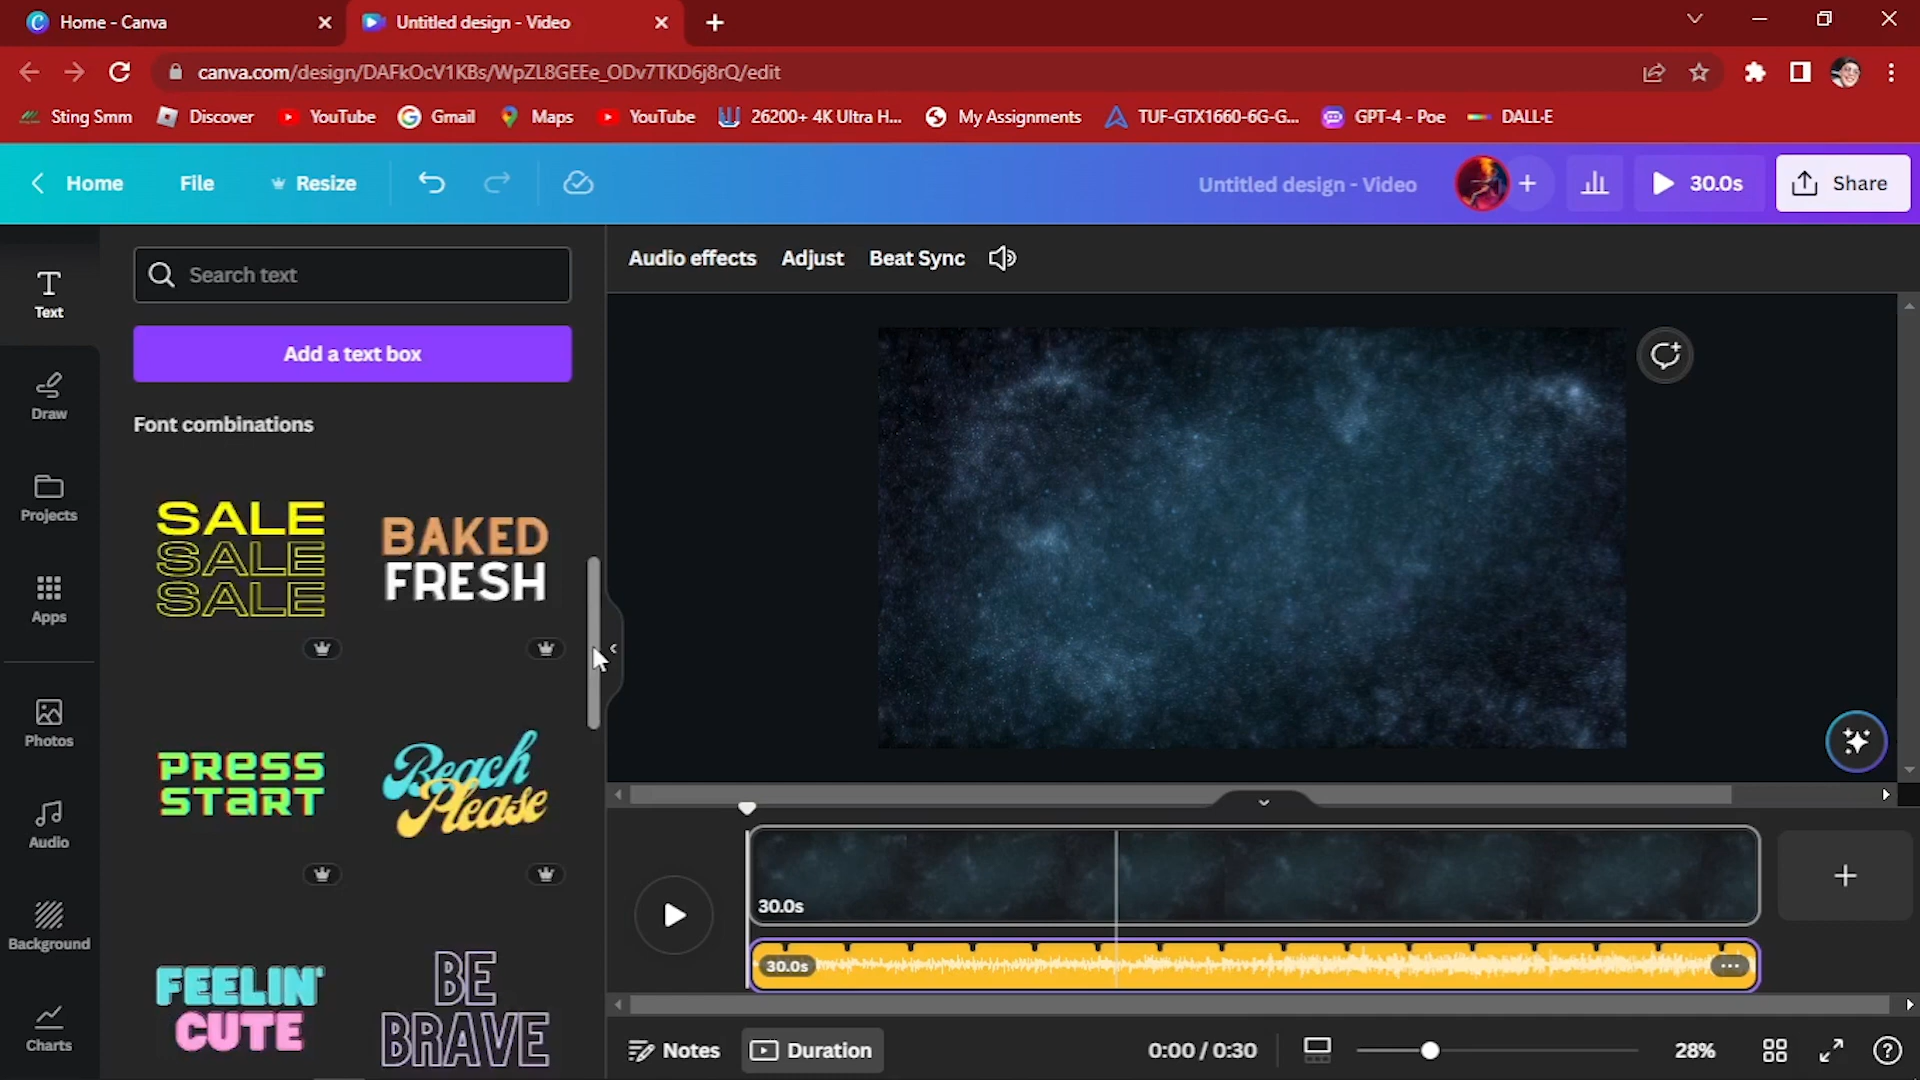 Home - Canva
Untitled design - Video
canva.com/design/DAFkOcV1KBs/WpZL8GEEe_ODv7TKD6j8rQ/edit
Sting Smm
Discover
YouTube
Gmail
Maps
YouTube
26200+ 4K Ultra H...
My Assignments
TUF-GTX1660-6G-G...
GPT-4 - Poe
DALL·E
Home
File
Resize
Untitled design - Video
30.0s
Share
Text
Draw
Projects
Apps
Photos
Audio
Background
Charts
Search text
Add a text box
Font combinations
SALE
SALE
SALE
BAKED
FRESH
PRESS
START
Beach
Please
FEELIN'
CUTE
BE
BRAVE
Audio effects
Adjust
Beat Sync
30.0s
30.0s
Notes
Duration
0:00 / 0:30
28%